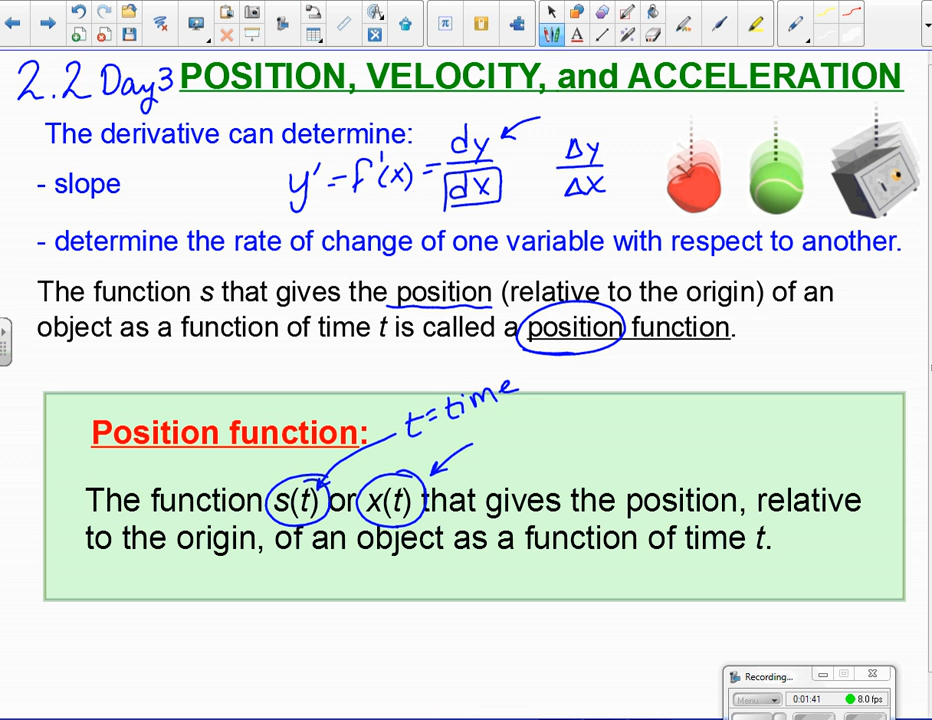 2.2 Day 3 POSITION, VELOCITY, and ACCELERATION
The derivative can determine:
- slope
y' = f'(x) = dy/dx Δy/Δx
- determine the rate of change of one variable with respect to another.
The function s that gives the position (relative to the origin) of an
object as a function of time t is called a position function.
t = time
Position function:
The function s(t) or x(t) that gives the position, relative
to the origin, of an object as a function of time t.
Recording...
Menu
0:01:41
8.0 fps